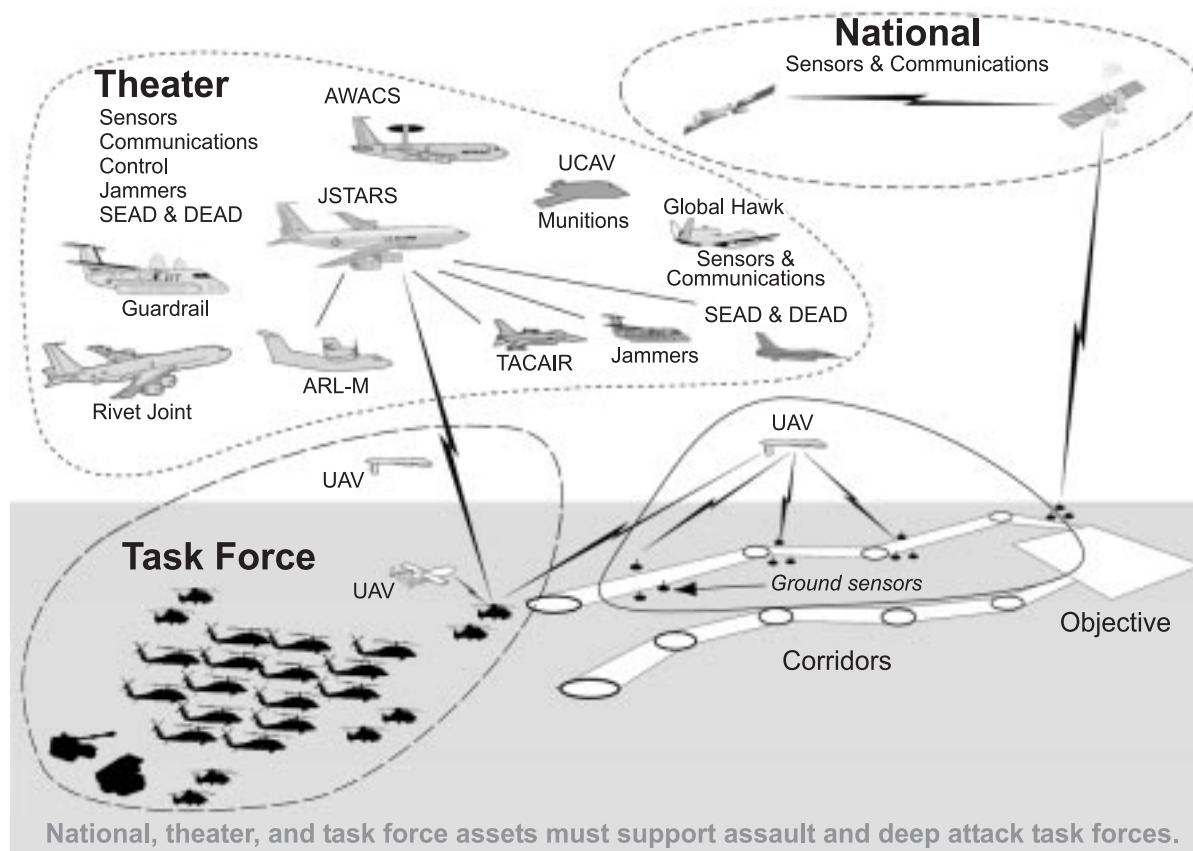 National
Sensors & Communications
Theater
Sensors
Communications
Control
Jammers
SEAD & DEAD
AWACS
UCAV
Munitions
JSTARS
Global Hawk
Sensors &
Communications
Guardrail
SEAD & DEAD
TACAIR
Jammers
ARL-M
Rivet Joint
UAV
UAV
Task Force
UAV
Ground sensors
Objective
Corridors
National, theater, and task force assets must support assault and deep attack task forces.